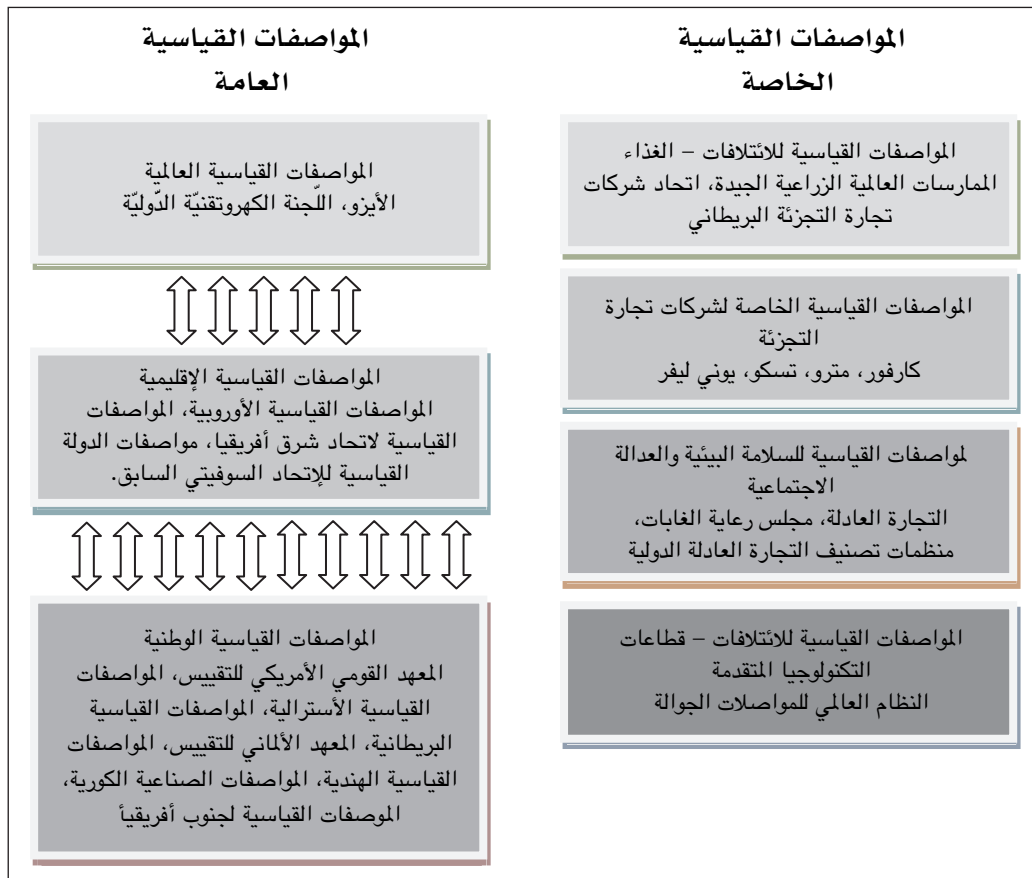 المواصفات القياسية
الخاصة
المواصفات القياسية للائتلافات – الغذاء
الممارسات العالمية الزراعية الجيدة، اتحاد شركات
تجارة التجزئة البريطاني
المواصفات القياسية الخاصة لشركات تجارة
التجزئة
كارفور، مترو، تسكو، يوني ليفر
لمواصفات القياسية للسلامة البيئية والعدالة
الاجتماعية
التجارة العادلة، مجلس رعاية الغابات،
منظمات تصنيف التجارة العادلة الدولية
المواصفات القياسية للائتلافات – قطاعات
التكنولوجيا المتقدمة
النظام العالمي للمواصلات الجوالة
المواصفات القياسية
العامة
المواصفات القياسية العالمية
الأيزو، اللّجنة الكهروتقنيّة الدّوليّة
المواصفات القياسية الإقليمية
المواصفات القياسية الأوروبية، المواصفات
القياسية لاتحاد شرق أفريقيا، مواصفات الدولة
القياسية للإتحاد السوفيتي السابق.
المواصفات القياسية الوطنية
المعهد القومي الأمريكي للتقييس، المواصفات
القياسية الأسترالية، المواصفات القياسية
البريطانية، المعهد الألماني للتقييس، المواصفات
القياسية الهندية، المواصفات الصناعية الكورية،
الموصفات القياسية لجنوب أفريقيأ